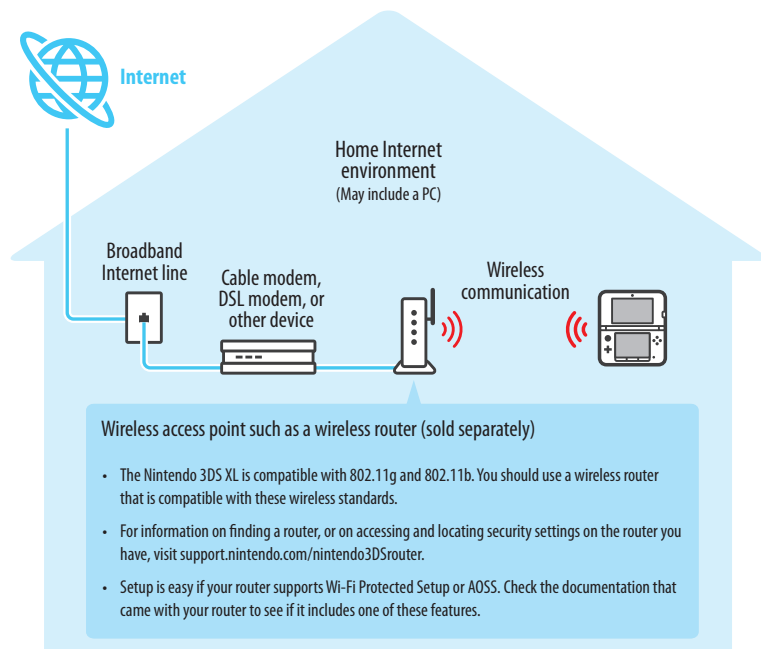 Internet
Home Internet
environment
(May include a PC)
Broadband
Internet line
Cable modem,
DSL modem, or
other device
Wireless
communication
Wireless access point such as a wireless router (sold separately)
• The Nintendo 3DS XL is compatible with 802.11g and 802.11b. You should use a wireless router
that is compatible with these wireless standards.
• For information on finding a router, or on accessing and locating security settings on the router you
have, visit support.nintendo.com/nintendo3DSrouter.
• Setup is easy if your router supports Wi-Fi Protected Setup or AOSS. Check the documentation that
came with your router to see if it includes one of these features.